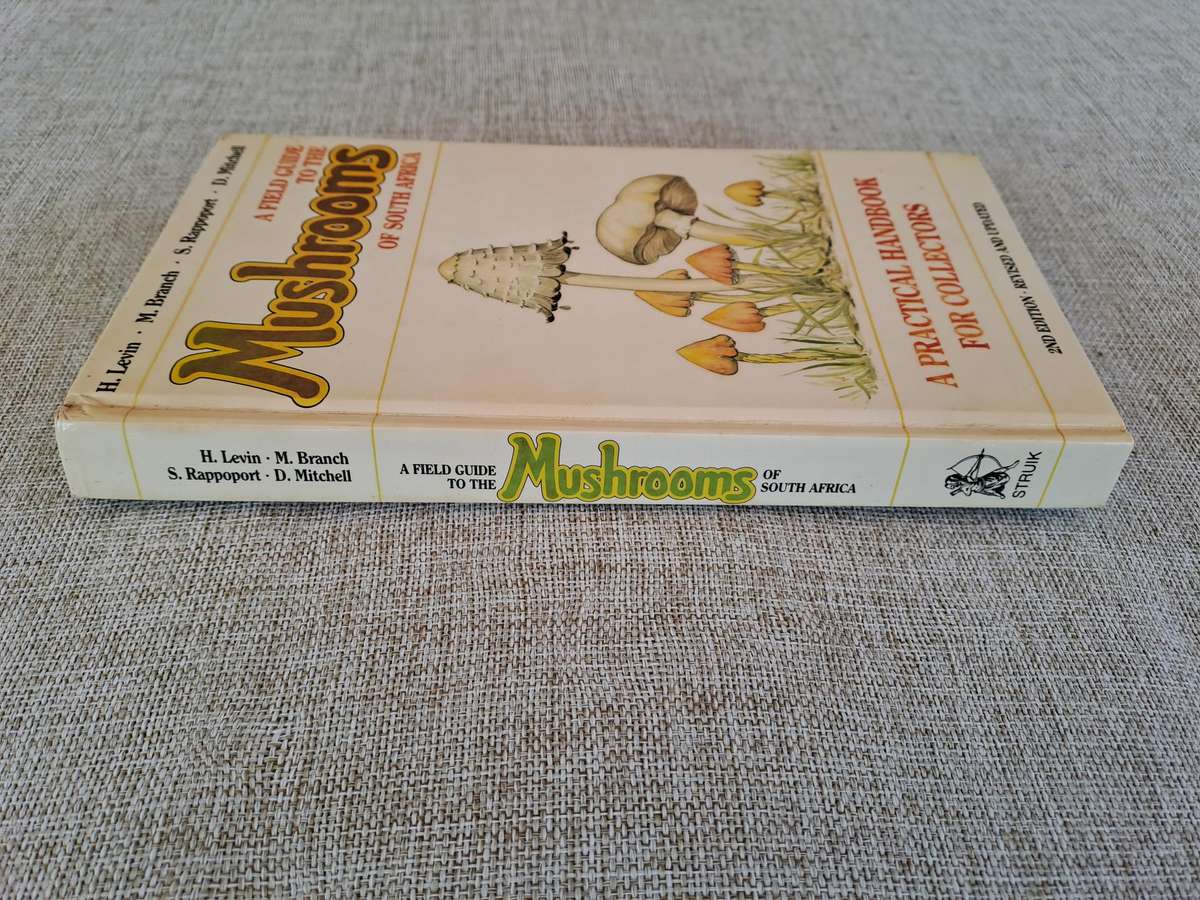 H. Levin · M. Branch · S. Rappoport · D. Mitchell
A FIELD GUIDE
TO THE
Mushrooms
OF SOUTH AFRICA
A PRACTICAL HANDBOOK
FOR COLLECTORS
2ND EDITION · REVISED AND UPDATED
H. Levin · M. Branch
S. Rappoport · D. Mitchell
A FIELD GUIDE
TO THE
Mushrooms
OF
SOUTH AFRICA
STRUIK